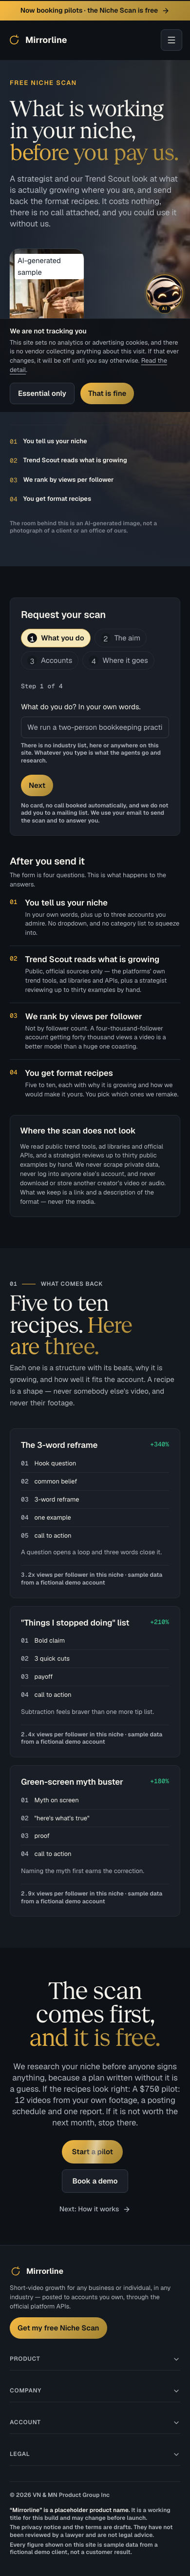 Now booking pilots · the Niche Scan is free →
Mirrorline
FREE NICHE SCAN
What is working
in your niche,
before you pay us.
A strategist and our Trend Scout look at what
is actually growing where you are, and send
back the format recipes. It costs nothing,
there is no call attached, and you could use it
without us.
AI-generated
sample
AI
We are not tracking you
This site sets no analytics or advertising cookies, and there
is no vendor collecting anything about this visit. If that ever
changes, it will be off until you say otherwise. Read the
detail.
Essential only
That is fine
01 You tell us your niche
02 Trend Scout reads what is growing
03 We rank by views per follower
04 You get format recipes
The room behind this is an AI-generated image, not a
photograph of a client or an office of ours.
Request your scan
1 What you do
2 The aim
3 Accounts
4 Where it goes
Step 1 of 4
What do you do? In your own words.
We run a two-person bookkeeping practi
There is no industry list, here or anywhere on this
site. Whatever you type is what the agents go and
research.
Next
No card, no call booked automatically, and we do not
add you to a mailing list. We use your email to send
the scan and to answer you.
After you send it
The form is four questions. This is what happens to the
answers.
01 You tell us your niche
In your own words, plus up to three accounts you
admire. No dropdown, and no category list to squeeze
into.
02 Trend Scout reads what is growing
Public, official sources only — the platforms' own
trend tools, ad libraries and APIs, plus a strategist
reviewing up to thirty examples by hand.
03 We rank by views per follower
Not by follower count. A four-thousand-follower
account getting forty thousand views a video is a
better model than a huge one coasting.
04 You get format recipes
Five to ten, each with why it is growing and a how we
would make it yours. You pick which ones we remake.
Where the scan does not look
We read public trend tools, ad libraries and official
APIs, and a strategist reviews up to thirty public
examples by hand. We never scrape private data,
never log into anyone else's account, and never
download or store another creator's video or audio.
What we keep is a link and a description of the
format — never the media.
01 WHAT COMES BACK
Five to ten
recipes. Here
are three.
Each one is a structure with its beats, why it is
growing, and how well it fits the account. A recipe
is a shape — never somebody else's video, and
never their footage.
The 3-word reframe +340%
01 Hook question
02 common belief
03 3-word reframe
04 one example
05 call to action
A question opens a loop and three words close it.
3.2x views per follower in this niche · sample data
from a fictional demo account
"Things I stopped doing" list +210%
01 Bold claim
02 3 quick cuts
03 payoff
04 call to action
Subtraction feels braver than one more tip list.
2.4x views per follower in this niche · sample data
from a fictional demo account
Green-screen myth buster +180%
01 Myth on screen
02 "here's what's true"
03 proof
04 call to action
Naming the myth first earns the correction.
2.9x views per follower in this niche · sample data
from a fictional demo account
The scan
comes first,
and it is free.
We research your niche before anyone signs
anything, because a plan written without it is
a guess. If the recipes look right: A $750 pilot:
12 videos from your own footage, a posting
schedule and one report. If it is not worth the
next month, stop there.
Start a pilot
Book a demo
Next: How it works →
Mirrorline
Short-video growth for any business or individual, in any
industry — posted to accounts you own, through the
official platform APIs.
Get my free Niche Scan
PRODUCT
COMPANY
ACCOUNT
LEGAL
© 2026 VN & MN Product Group Inc
"Mirrorline" is a placeholder product name. It is a working
title for this build and may change before launch.
The privacy notice and the terms are drafts. They have not
been reviewed by a lawyer and are not legal advice.
Every figure shown on this site is sample data from a
fictional demo client, not a customer result.